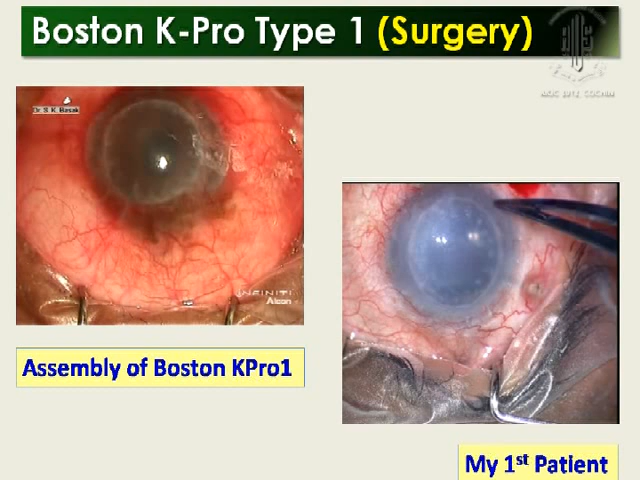 Boston K-Pro Type 1 (Surgery)
AIOC 2012, COCHIN
Dr. S. K. Basak
INFINITI
Alcon
Assembly of Boston KPro1
My 1st Patient